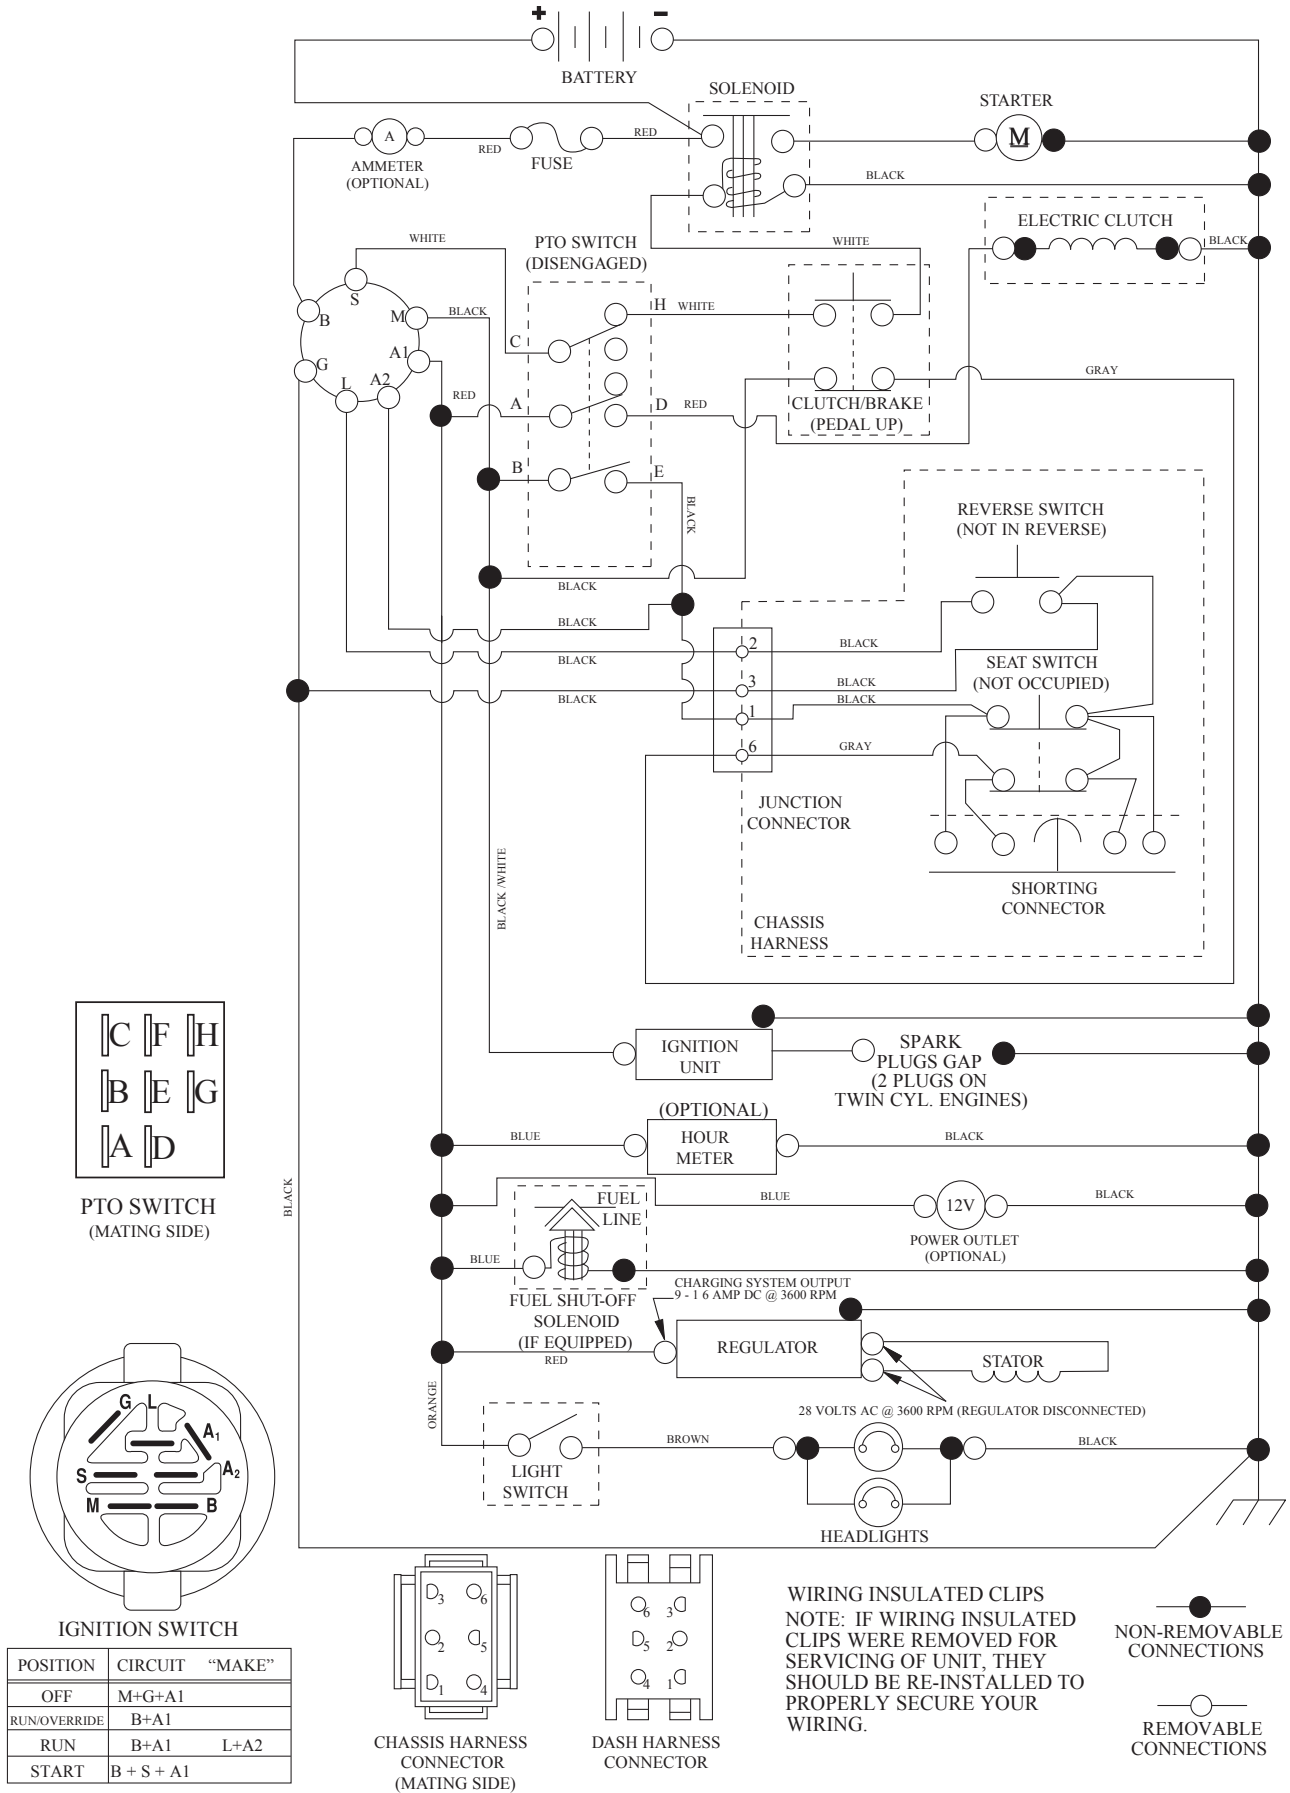 + –
BATTERY
SOLENOID
STARTER
A
RED
FUSE
RED
M
AMMETER
(OPTIONAL)
BLACK
ELECTRIC CLUTCH
WHITE
PTO SWITCH
(DISENGAGED)
WHITE
BLACK
S
B
M
BLACK
H WHITE
C
A1
G
L
A2
RED
A
D RED
GRAY
CLUTCH/BRAKE
(PEDAL UP)
B
E
BLACK
REVERSE SWITCH
(NOT IN REVERSE)
BLACK
BLACK
2
BLACK
BLACK
SEAT SWITCH
(NOT OCCUPIED)
3
BLACK
BLACK
BLACK
1
6
GRAY
JUNCTION
CONNECTOR
BLACK /WHITE
SHORTING
CONNECTOR
CHASSIS
HARNESS
C F H
B E G
A D
PTO SWITCH
(MATING SIDE)
IGNITION
UNIT
SPARK
PLUGS GAP
(2 PLUGS ON
TWIN CYL. ENGINES)
(OPTIONAL)
HOUR
METER
BLUE
BLACK
BLACK
BLUE
12V
BLACK
POWER OUTLET
(OPTIONAL)
FUEL
LINE
BLUE
FUEL SHUT-OFF
SOLENOID
(IF EQUIPPED)
CHARGING SYSTEM OUTPUT
9 - 1 6 AMP DC @ 3600 RPM
RED
REGULATOR
STATOR
28 VOLTS AC @ 3600 RPM (REGULATOR DISCONNECTED)
ORANGE
BROWN
BLACK
LIGHT
SWITCH
HEADLIGHTS
G L
A1
S
A2
M
B
IGNITION SWITCH
POSITION CIRCUIT “MAKE”
OFF M+G+A1
RUN/OVERRIDE B+A1
RUN B+A1 L+A2
START B + S + A1
3 6
2 5
1 4
CHASSIS HARNESS
CONNECTOR
(MATING SIDE)
6 3
5 2
4 1
DASH HARNESS
CONNECTOR
WIRING INSULATED CLIPS
NOTE: IF WIRING INSULATED
CLIPS WERE REMOVED FOR
SERVICING OF UNIT, THEY
SHOULD BE RE-INSTALLED TO
PROPERLY SECURE YOUR
WIRING.
NON-REMOVABLE
CONNECTIONS
REMOVABLE
CONNECTIONS